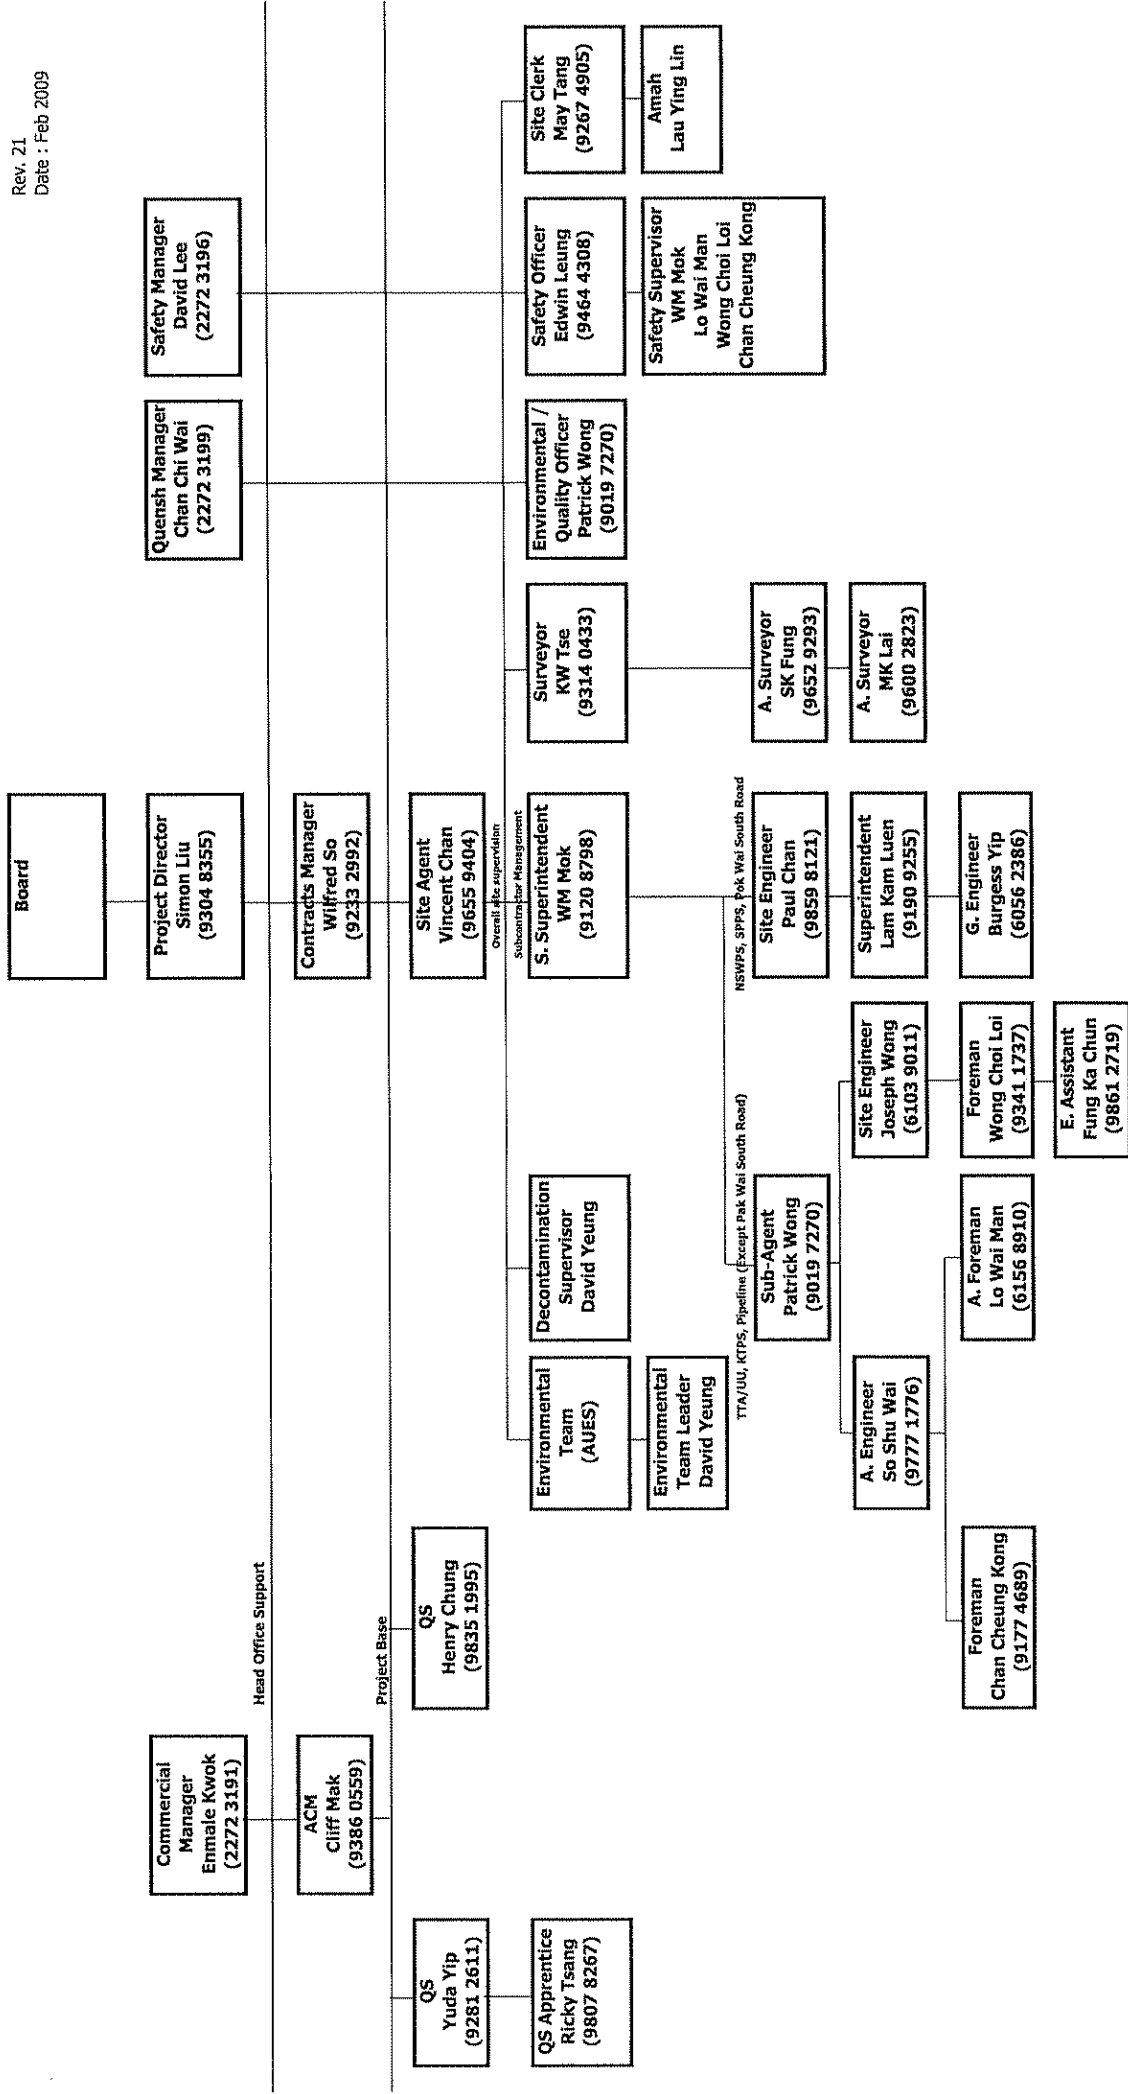 Rev. 21
Date : Feb 2009
Board
Commercial
Manager
Enmale Kwok
(2272 3191)
Project Director
Simon Liu
(9304 8355)
Quensh Manager
Chan Chi Wai
(2272 3199)
Safety Manager
David Lee
(2272 3196)
Head Office Support
ACM
Cliff Mak
(9386 0559)
Contracts Manager
Wilfred So
(9233 2992)
Project Base
QS
Yuda Yip
(9281 2611)
QS
Henry Chung
(9835 1995)
Site Agent
Vincent Chan
(9655 9404)
Overall site supervision
Subcontractor Management
QS Apprentice
Ricky Tsang
(9807 8267)
Environmental
Team
(AUES)
Decontamination
Supervisor
David Yeung
S. Superintendent
WM Mok
(9120 8798)
Surveyor
KW Tse
(9314 0433)
Environmental /
Quality Officer
Patrick Wong
(9019 7270)
Safety Officer
Edwin Leung
(9464 4308)
Site Clerk
May Tang
(9267 4905)
Environmental
Team Leader
David Yeung
Safety Supervisor
WM Mok
Lo Wai Man
Wong Choi Loi
Chan Cheung Kong
Amah
Lau Ying Lin
TTA/UU, KTPS, Pipeline (Except Pak Wai South Road)
NSWPS, SPPS, Pok Wai South Road
Sub-Agent
Patrick Wong
(9019 7270)
Site Engineer
Paul Chan
(9859 8121)
A. Surveyor
SK Fung
(9652 9293)
A. Engineer
So Shu Wai
(9777 1776)
Site Engineer
Joseph Wong
(6103 9011)
Superintendent
Lam Kam Luen
(9190 9255)
A. Surveyor
MK Lai
(9600 2823)
Foreman
Chan Cheung Kong
(9177 4689)
A. Foreman
Lo Wai Man
(6156 8910)
Foreman
Wong Choi Loi
(9341 1737)
G. Engineer
Burgess Yip
(6056 2386)
E. Assistant
Fung Ka Chun
(9861 2719)